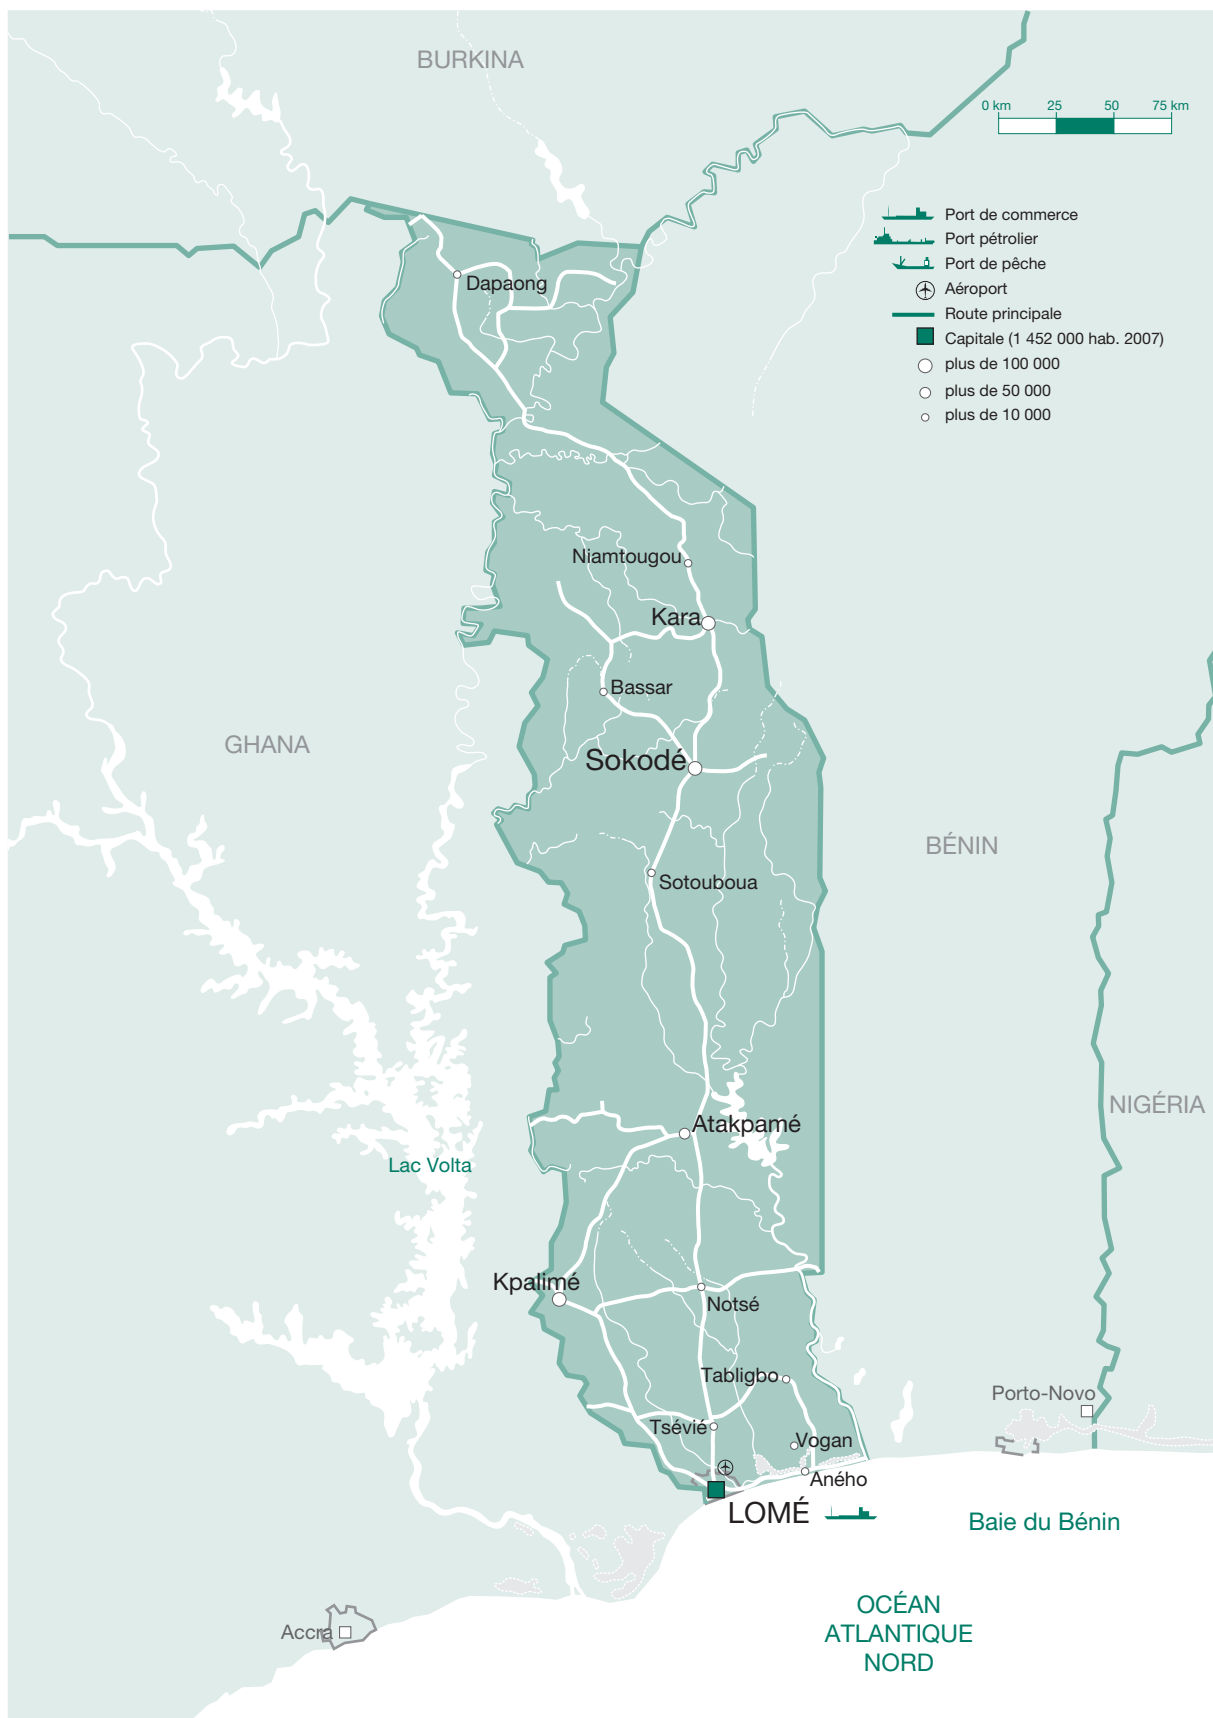 BURKINA
0 km 25 50 75 km
Port de commerce
Port pétrolier
Port de pêche
Aéroport
Route principale
Capitale (1 452 000 hab. 2007)
plus de 100 000
plus de 50 000
plus de 10 000
Dapaong
Niamtougou
Kara
Bassar
GHANA
Sokodé
BÉNIN
Sotouboua
NIGÉRIA
Atakpamé
Lac Volta
Kpalimé
Notsé
Tabligbo
Porto-Novo
Tsévié
Vogan
Aného
LOMÉ
Baie du Bénin
OCÉAN
ATLANTIQUE
NORD
Accra